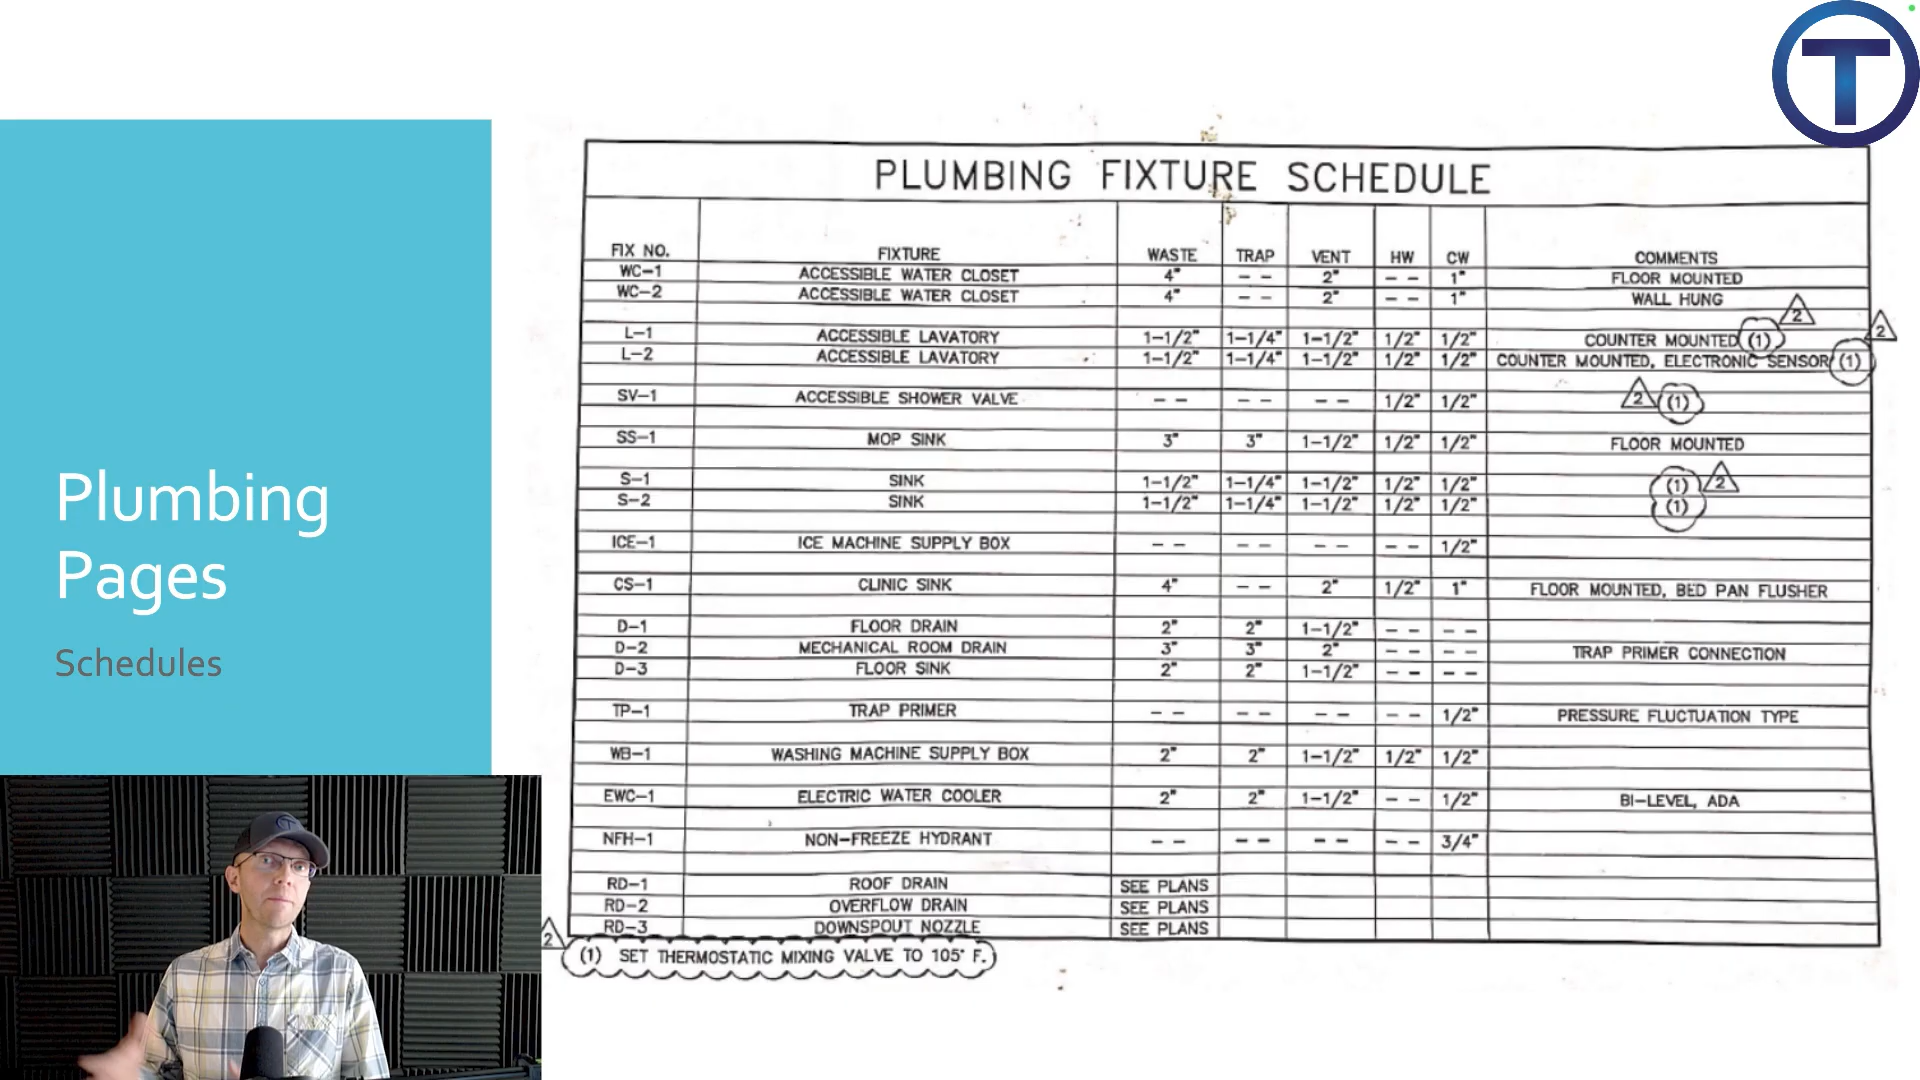 T
Plumbing
Pages
Schedules
PLUMBING FIXTURE SCHEDULE
FIX NO. FIXTURE WASTE TRAP VENT HW CW COMMENTS
WC-1 ACCESSIBLE WATER CLOSET 4" -- 2" -- 1" FLOOR MOUNTED
WC-2 ACCESSIBLE WATER CLOSET 4" -- 2" -- 1" WALL HUNG
2
L-1 ACCESSIBLE LAVATORY 1-1/2" 1-1/4" 1-1/2" 1/2" 1/2" COUNTER MOUNTED (1) 2
L-2 ACCESSIBLE LAVATORY 1-1/2" 1-1/4" 1-1/2" 1/2" 1/2" COUNTER MOUNTED, ELECTRONIC SENSOR (1)
SV-1 ACCESSIBLE SHOWER VALVE -- -- -- 1/2" 1/2" 2 (1)
SS-1 MOP SINK 3" 3" 1-1/2" 1/2" 1/2" FLOOR MOUNTED
S-1 SINK 1-1/2" 1-1/4" 1-1/2" 1/2" 1/2" (1) 2
S-2 SINK 1-1/2" 1-1/4" 1-1/2" 1/2" 1/2" (1)
ICE-1 ICE MACHINE SUPPLY BOX -- -- -- -- 1/2"
CS-1 CLINIC SINK 4" -- 2" 1/2" 1" FLOOR MOUNTED, BED PAN FLUSHER
D-1 FLOOR DRAIN 2" 2" 1-1/2" -- --
D-2 MECHANICAL ROOM DRAIN 3" 3" 2" -- -- TRAP PRIMER CONNECTION
D-3 FLOOR SINK 2" 2" 1-1/2" -- --
TP-1 TRAP PRIMER -- -- -- -- 1/2" PRESSURE FLUCTUATION TYPE
WB-1 WASHING MACHINE SUPPLY BOX 2" 2" 1-1/2" 1/2" 1/2"
EWC-1 ELECTRIC WATER COOLER 2" 2" 1-1/2" -- 1/2" BI-LEVEL, ADA
NFH-1 NON-FREEZE HYDRANT -- -- -- -- 3/4"
RD-1 ROOF DRAIN SEE PLANS
RD-2 OVERFLOW DRAIN SEE PLANS
RD-3 DOWNSPOUT NOZZLE SEE PLANS
2
(1) SET THERMOSTATIC MIXING VALVE TO 105° F.